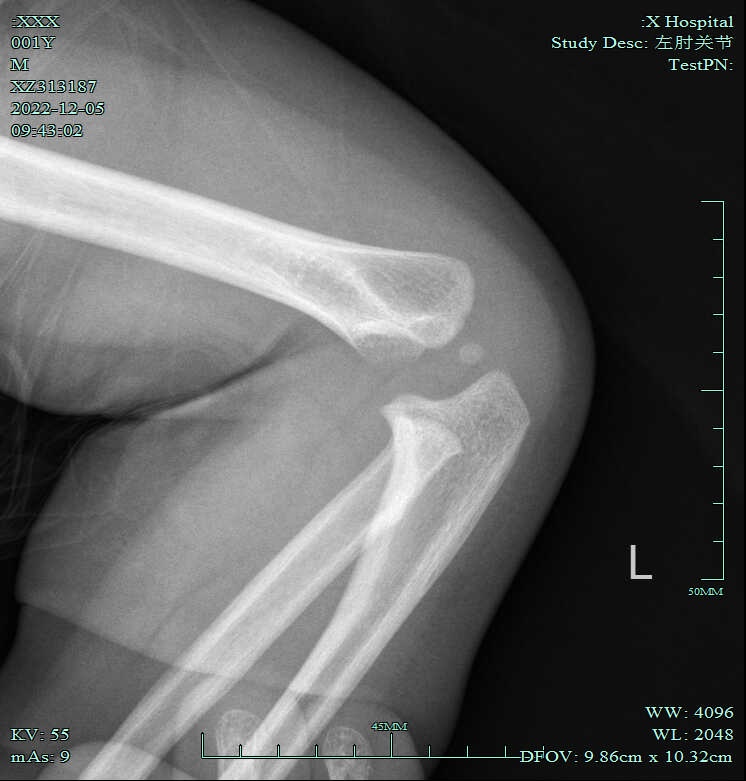 :XXX
001Y
M
XZ313187
2022-12-05
09:43:02
:X Hospital
Study Desc: 左肘关节
TestPN:
L
50MM
45MM
KV: 55
mAs: 9
WW: 4096
WL: 2048
DFOV: 9.86cm x 10.32cm